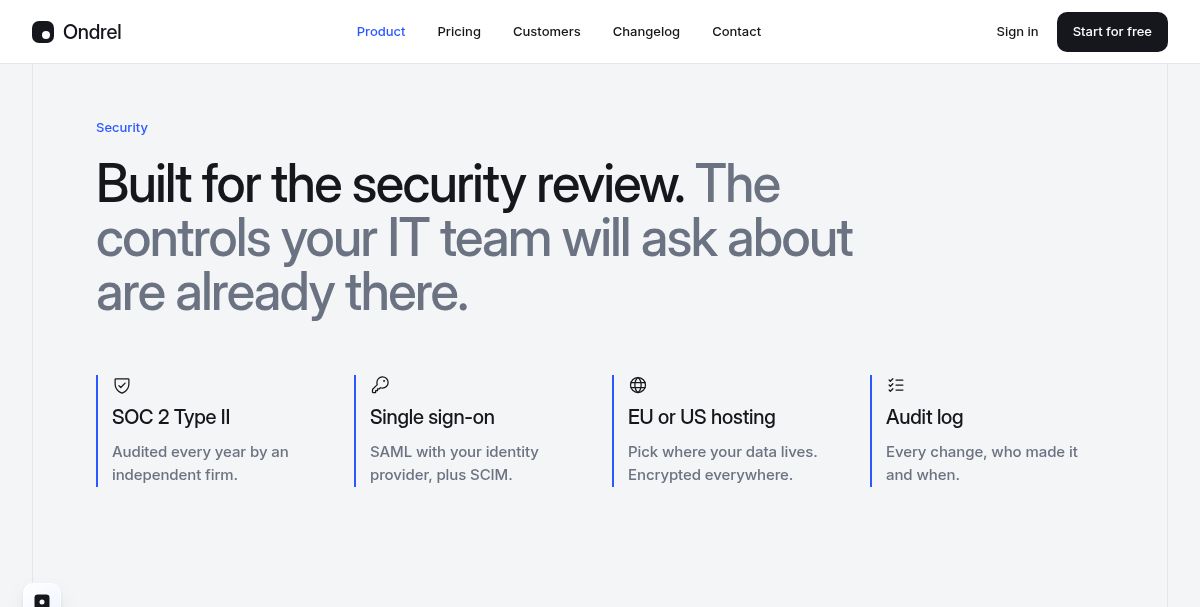 Ondrel
Product
Pricing
Customers
Changelog
Contact
Sign in
Start for free
Security
Built for the security review. The
controls your IT team will ask about
are already there.
SOC 2 Type II
Audited every year by an
independent firm.
Single sign-on
SAML with your identity
provider, plus SCIM.
EU or US hosting
Pick where your data lives.
Encrypted everywhere.
Audit log
Every change, who made it
and when.